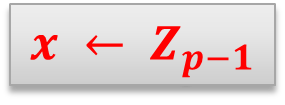 x ← Z_{p−1}